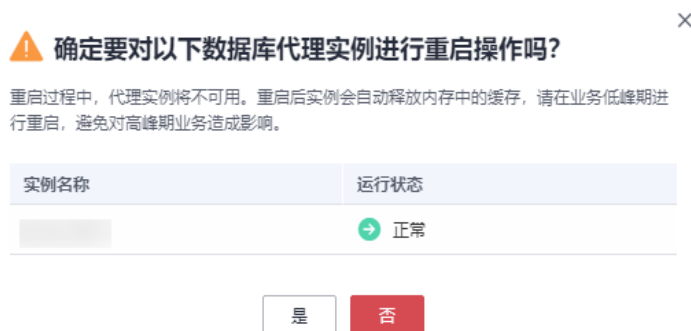 确定要对以下数据库代理实例进行重启操作吗?
重启过程中，代理实例将不可用。重启后实例会自动释放内存中的缓存，请在业务低峰期进
行重启，避免对高峰期业务造成影响。
实例名称 运行状态
正常
是 否